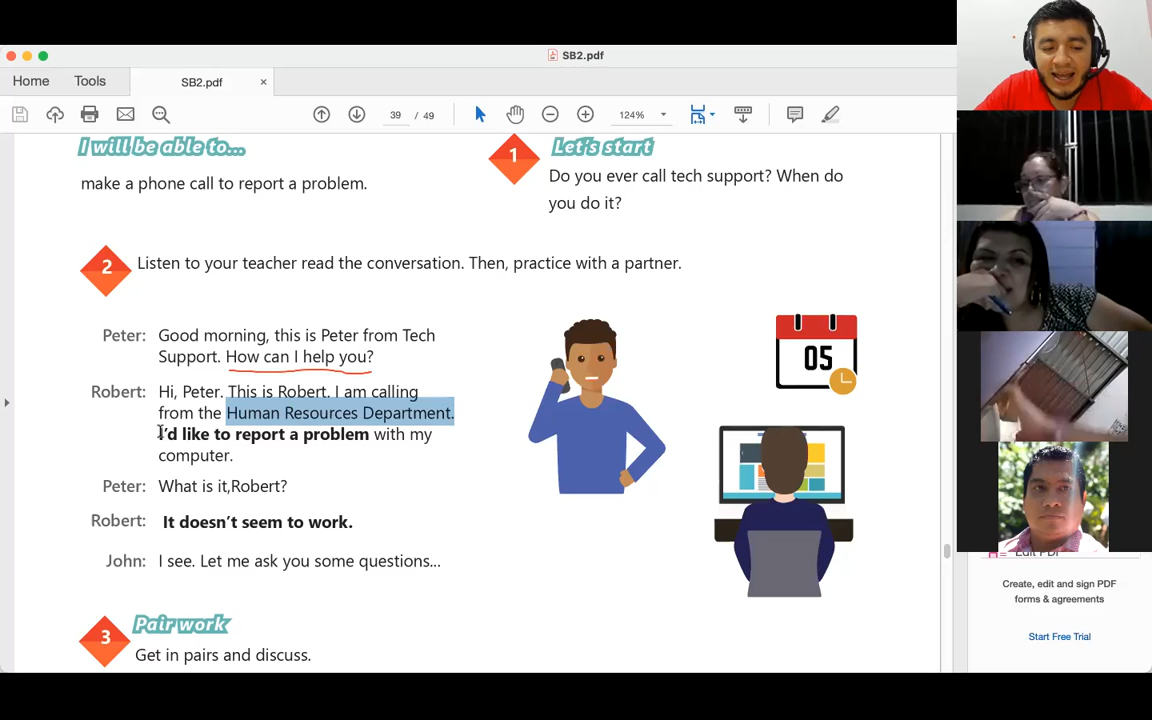 SB2.pdf
Home
Tools
SB2.pdf
×
39 / 49
124%
I will be able to...
make a phone call to report a problem.
1
Let's start
Do you ever call tech support? When do
you do it?
2
Listen to your teacher read the conversation. Then, practice with a partner.
Peter: Good morning, this is Peter from Tech
Support. How can I help you?
Robert: Hi, Peter. This is Robert. I am calling
from the Human Resources Department.
I'd like to report a problem with my
computer.
Peter: What is it,Robert?
Robert: It doesn't seem to work.
John: I see. Let me ask you some questions...
05
3
Pair work
Get in pairs and discuss.
Edit PDF
Create, edit and sign PDF
forms & agreements
Start Free Trial